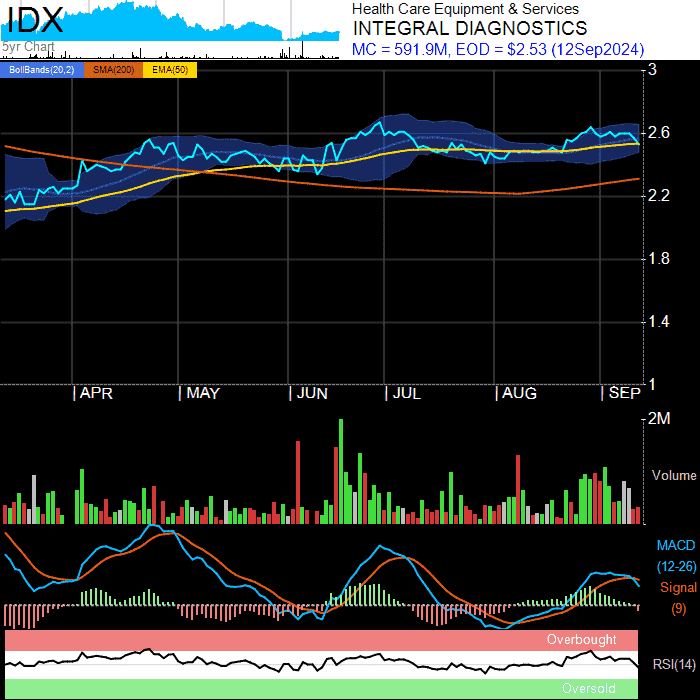 IDX
5yr Chart
Health Care Equipment & Services
INTEGRAL DIAGNOSTICS
MC = 591.9M, EOD = $2.53 (12Sep2024)
BollBands(20,2) SMA(200) EMA(50)
3
2.6
2.2
1.8
1.4
1
APR MAY JUN JUL AUG SEP
2M
Volume
MACD
(12-26)
Signal
(9)
Overbought
RSI(14)
Oversold